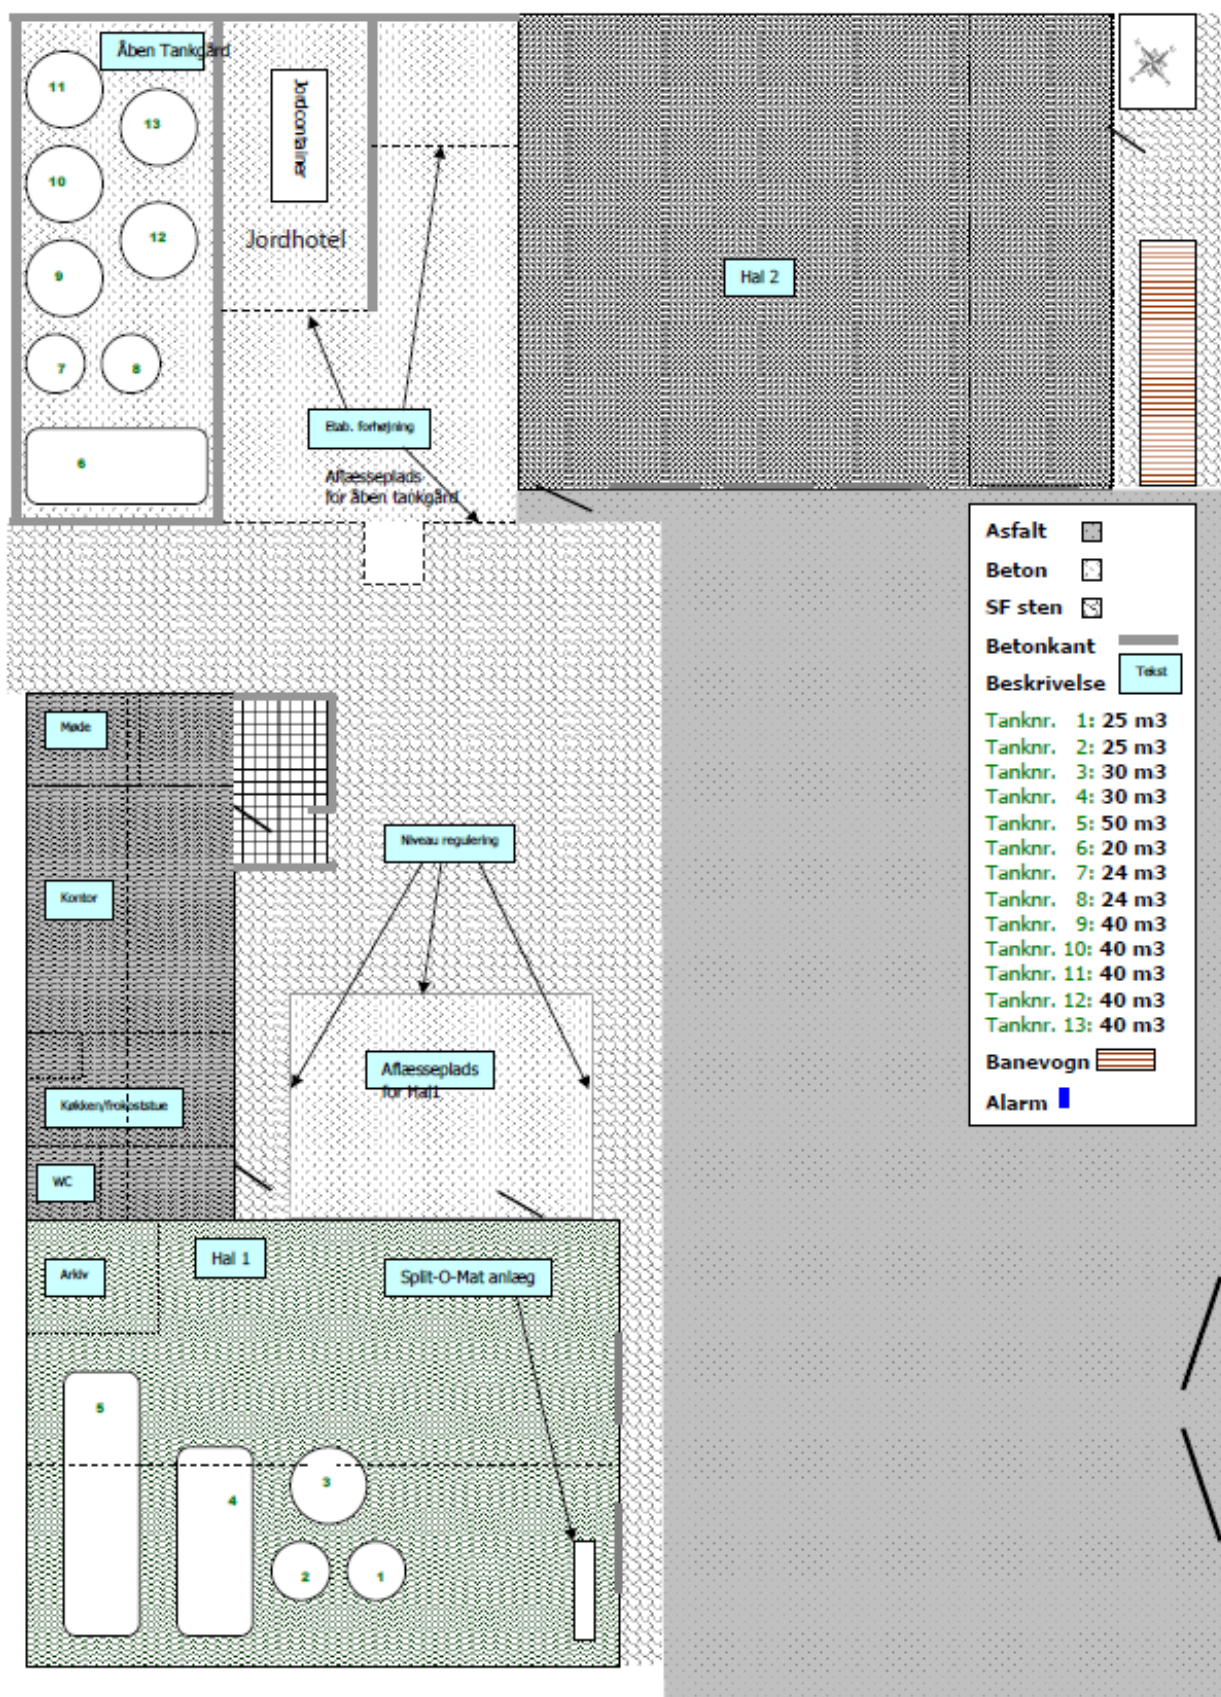 Åben Tankgård
11
13
10
12
9
7
8
6
Jordcontainer
Jordhotel
Hal 2
Etab. forhøjning
Aflæsseplads
for åben tankgård
Asfalt
Beton
SF sten
Betonkant
Beskrivelse
Tekst
Tanknr. 1: 25 m3
Tanknr. 2: 25 m3
Tanknr. 3: 30 m3
Tanknr. 4: 30 m3
Tanknr. 5: 50 m3
Tanknr. 6: 20 m3
Tanknr. 7: 24 m3
Tanknr. 8: 24 m3
Tanknr. 9: 40 m3
Tanknr. 10: 40 m3
Tanknr. 11: 40 m3
Tanknr. 12: 40 m3
Tanknr. 13: 40 m3
Banevogn
Alarm
Møde
Kontor
Niveau regulering
Aflæsseplads
for Hal1
Køkken/frokoststue
WC
Arkiv
Hal 1
Split-O-Mat anlæg
5
4
3
2
1